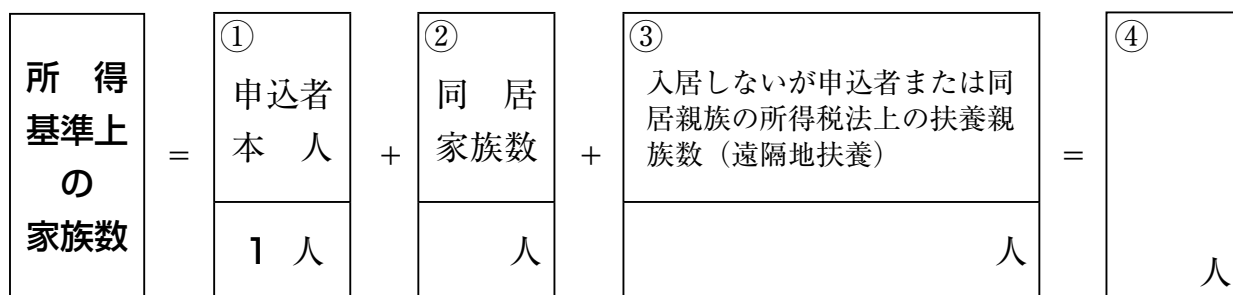 所　得
基準上
の
家族数
=
①
申込者
本　人
1 人
+
②
同　居
家族数
人
+
③
入居しないが申込者または同
居親族の所得税法上の扶養親
族数（遠隔地扶養）
人
=
④
人